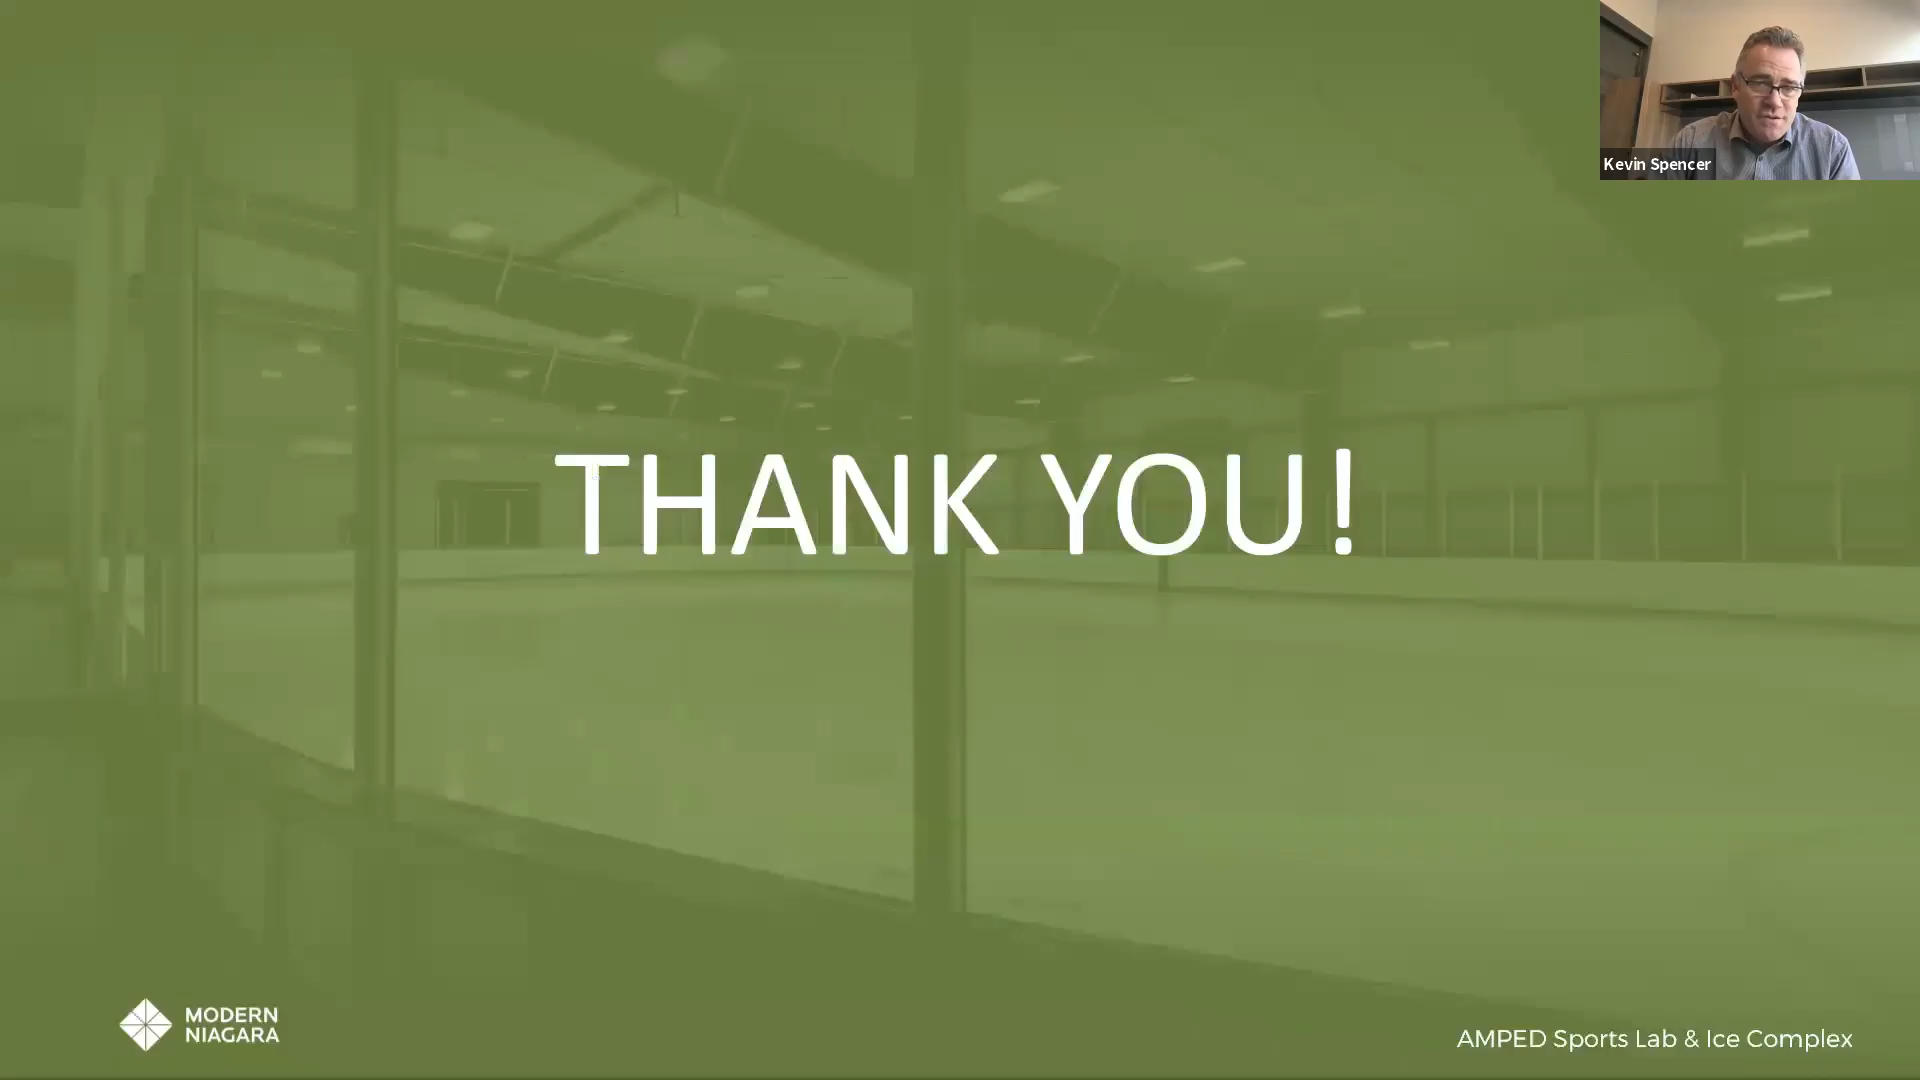 Kevin Spencer
THANK YOU!
MODERN
NIAGARA
AMPED Sports Lab & Ice Complex